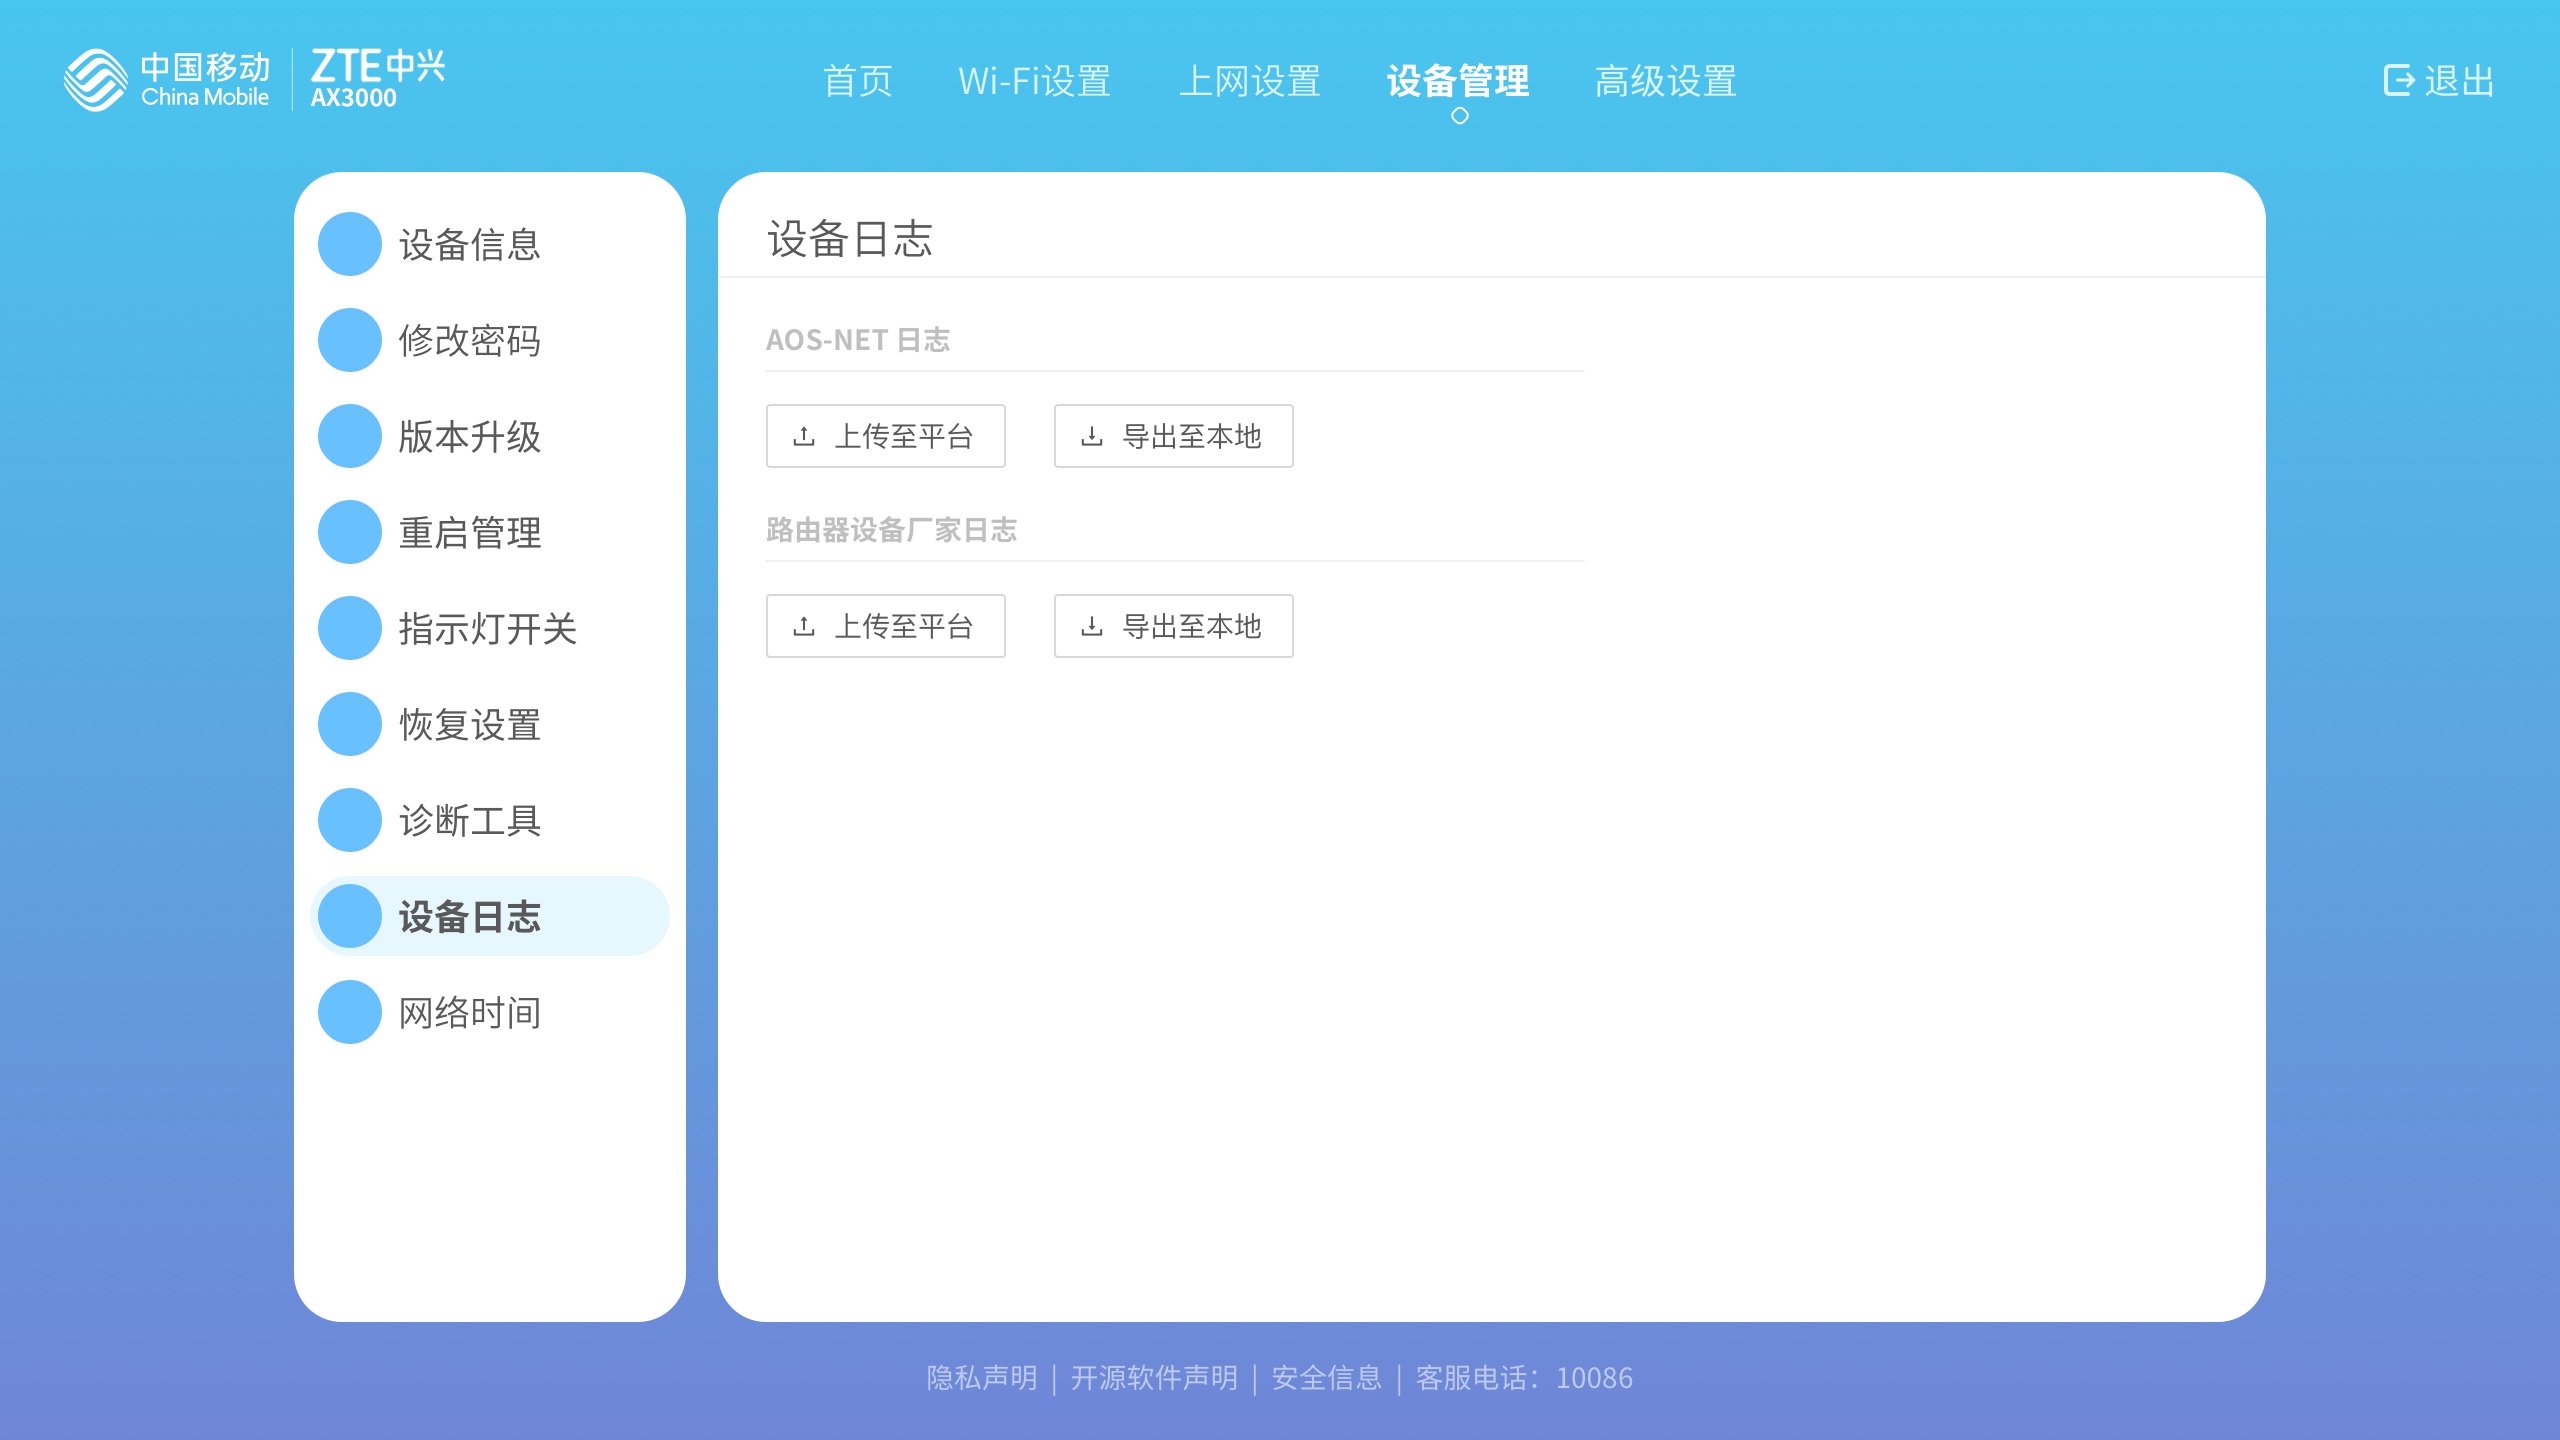 中国移动
China Mobile
ZTE中兴
AX3000
首页
Wi-Fi设置
上网设置
设备管理
高级设置
退出
设备信息
修改密码
版本升级
重启管理
指示灯开关
恢复设置
诊断工具
设备日志
网络时间
设备日志
AOS-NET 日志
上传至平台
导出至本地
路由器设备厂家日志
上传至平台
导出至本地
隐私声明 | 开源软件声明 | 安全信息 | 客服电话：10086